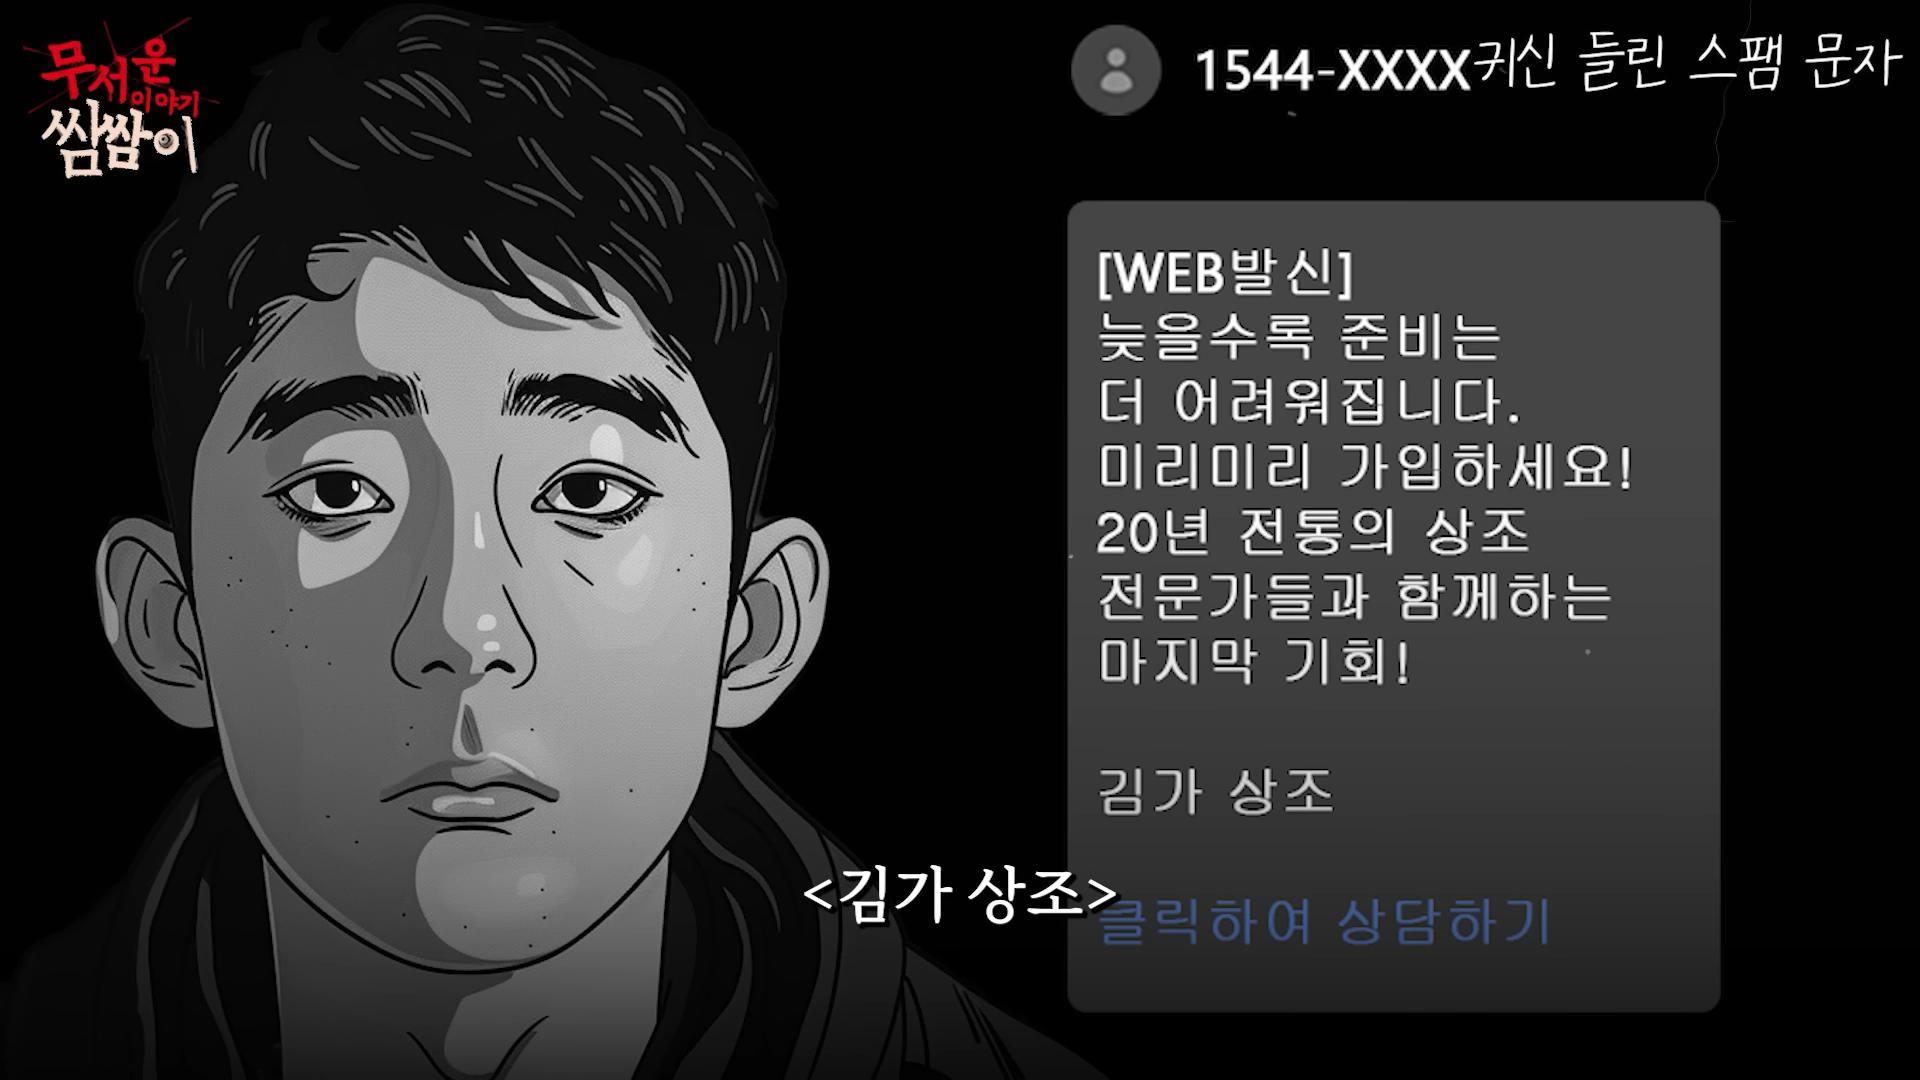 무서운
이야기
씸쌈이
1544-XXXX
귀신 들린 스팸 문자
[WEB발신]
늦을수록 준비는
더 어려워집니다.
미리미리 가입하세요!
20년 전통의 상조
전문가들과 함께하는
마지막 기회!
김가 상조
<김가 상조>
클릭하여 상담하기